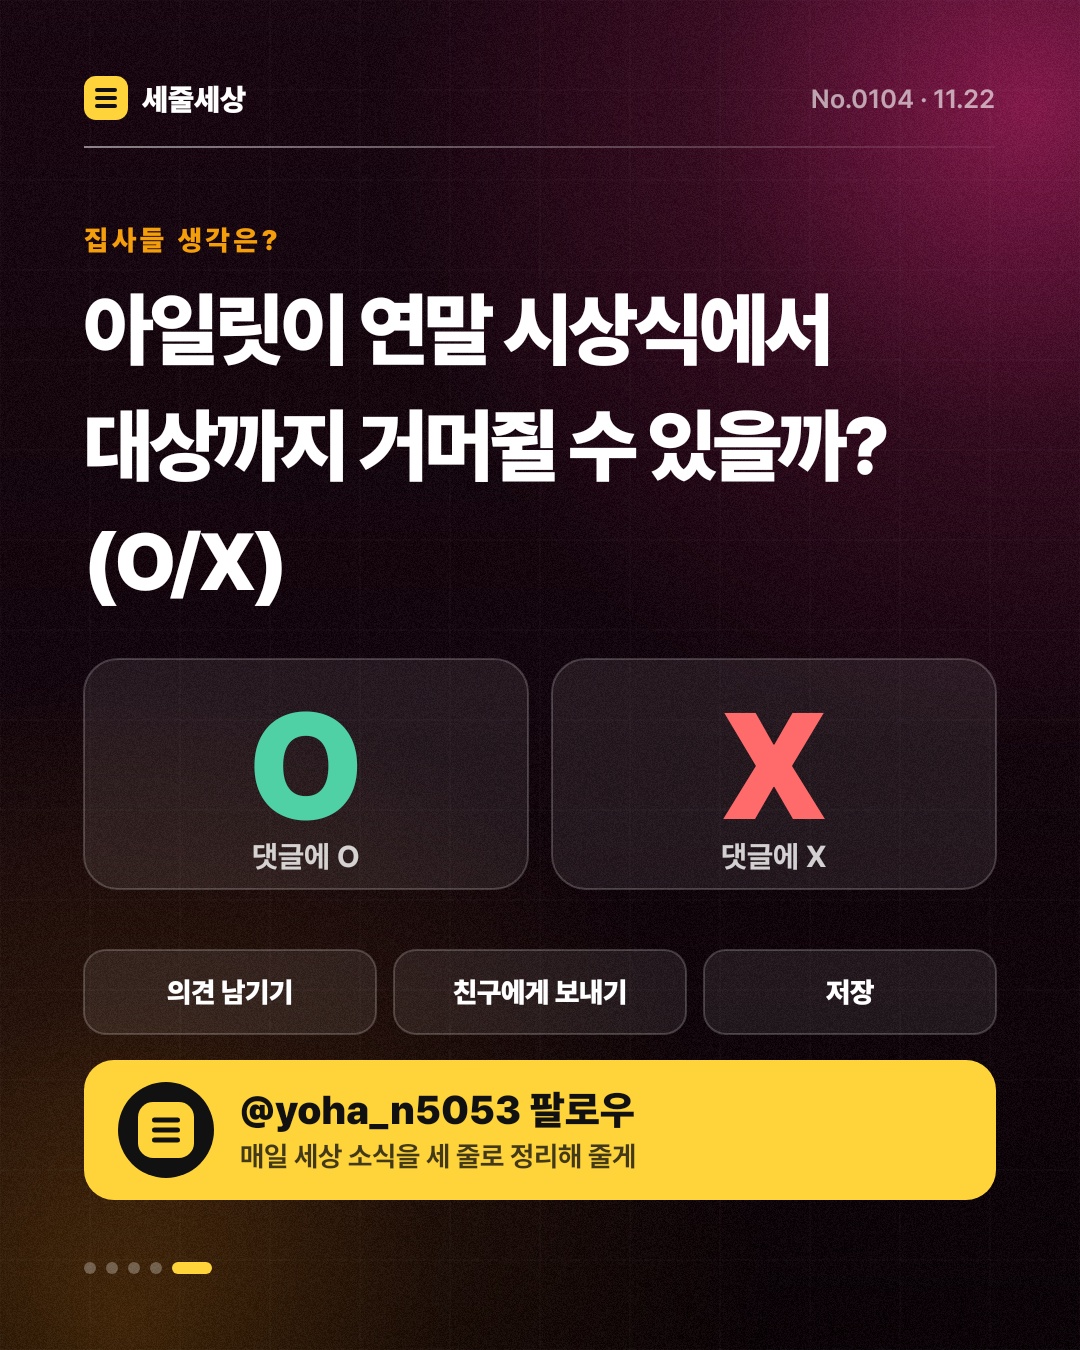 세줄세상
No.0104 · 11.22
집사들 생각은?
아일릿이 연말 시상식에서
대상까지 거머쥘 수 있을까?
(O/X)
O
댓글에 O
X
댓글에 X
의견 남기기
친구에게 보내기
저장
@yoha_n5053 팔로우
매일 세상 소식을 세 줄로 정리해 줄게